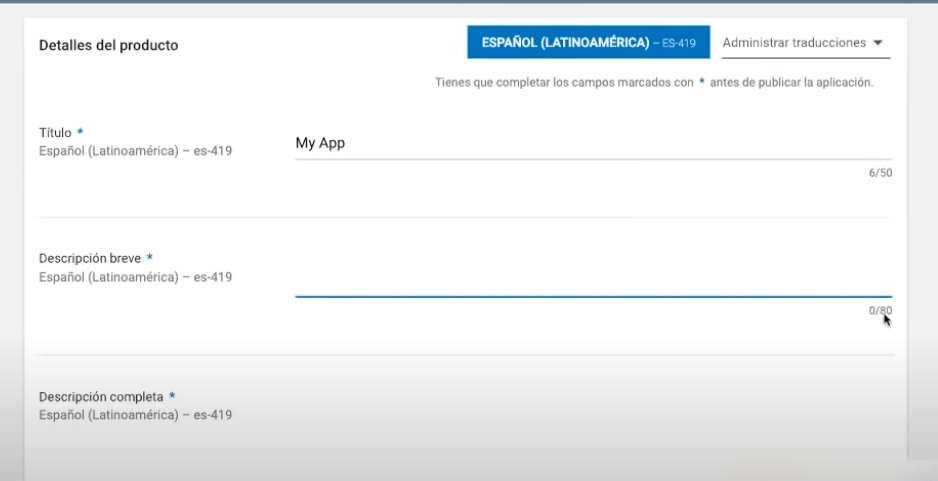 Detalles del producto
ESPAÑOL (LATINOAMÉRICA) – ES-419
Administrar traducciones
Tienes que completar los campos marcados con * antes de publicar la aplicación.
Título *
Español (Latinoamérica) – es-419
My App
6/50
Descripción breve *
Español (Latinoamérica) – es-419
0/80
Descripción completa *
Español (Latinoamérica) – es-419